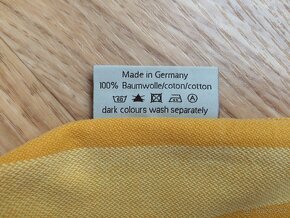 Made in Germany
100% Baumwolle/coton/cotton
dark colours wash separately